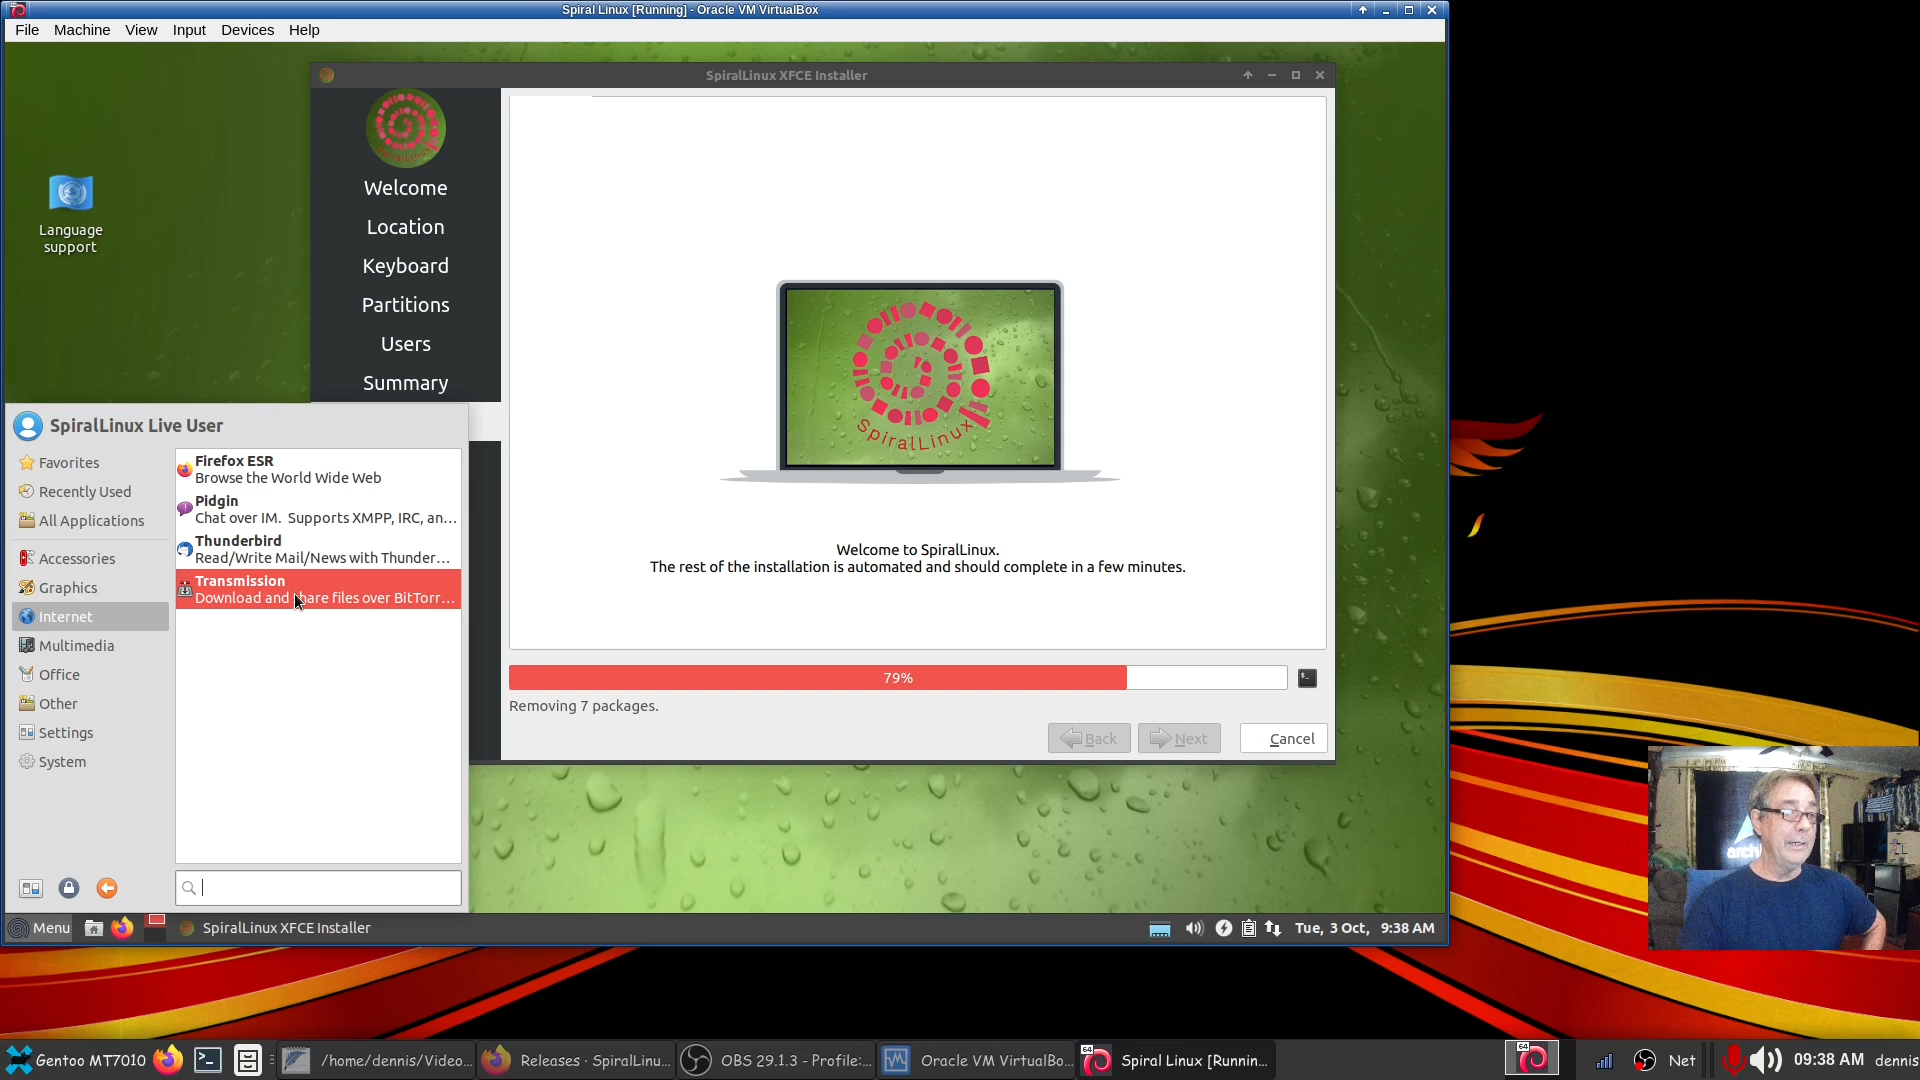 Spiral Linux [Running] - Oracle VM VirtualBox
File Machine View Input Devices Help
SpiralLinux XFCE Installer
Language
support
Welcome
Location
Keyboard
Partitions
Users
Summary
SpiralLinux
Welcome to SpiralLinux.
The rest of the installation is automated and should complete in a few minutes.
79%
Removing 7 packages.
Back Next Cancel
SpiralLinux Live User
Favorites
Recently Used
All Applications
Accessories
Graphics
Internet
Multimedia
Office
Other
Settings
System
Firefox ESR
Browse the World Wide Web
Pidgin
Chat over IM. Supports XMPP, IRC, an...
Thunderbird
Read/Write Mail/News with Thunder...
Transmission
Download and share files over BitTorr...
Menu SpiralLinux XFCE Installer Tue, 3 Oct, 9:38 AM
arch
Gentoo MT7010 /home/dennis/Video... Releases · SpiralLinu... OBS 29.1.3 - Profile:... Oracle VM VirtualBo... 64 Spiral Linux [Runnin... 64 Net 09:38 AM dennis